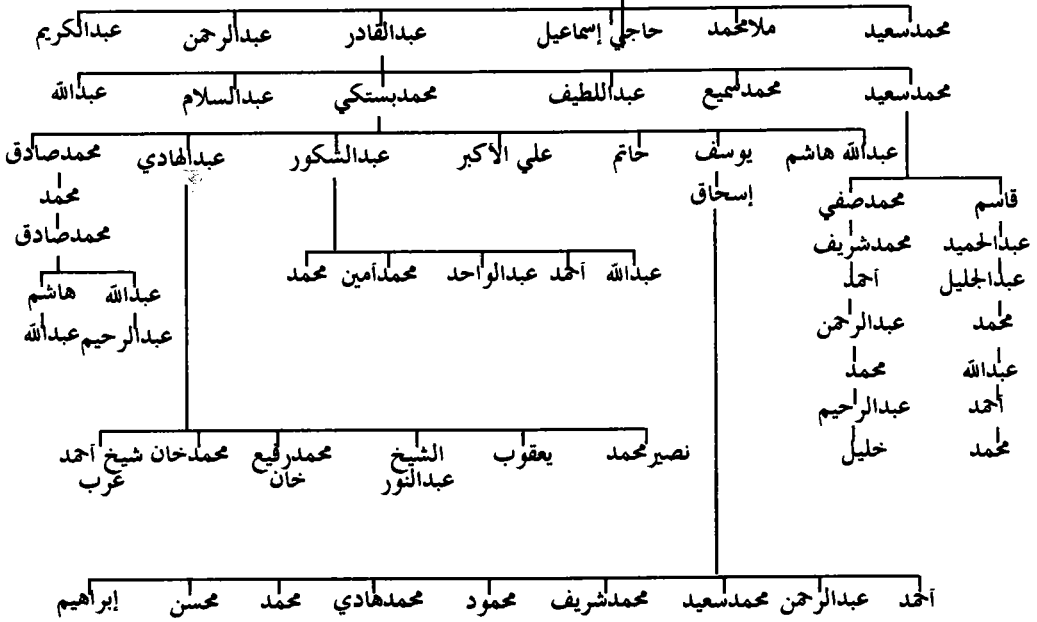 محمدسعيد ملامحمد حاجي إسماعيل عبدالقادر عبدالرحمن عبدالكريم
محمدسعيد محمدسميع عبداللطيف محمدبستكي عبدالسلام عبدالله
عبدالله هاشم يوسف حاتم علي الأكبر عبدالشكور عبدالهادي محمدصادق
قاسم محمدصفي إسحاق محمد
عبدالحميد محمدشريف محمدصادق
عبدالجليل أحمد عبدالله أحمد عبدالواحد محمدأمين محمد عبدالله هاشم
محمد عبدالرحمن عبدالرحيم عبدالله
عبدالله محمد
أحمد عبدالرحيم
محمد خليل نصيرمحمد يعقوب الشيخ محمدرفيع محمدخان شيخ أحمد
عبدالنور خان عرب
أحمد عبدالرحمن محمدسعيد محمدشريف محمود محمدهادي محمد محسن إبراهيم